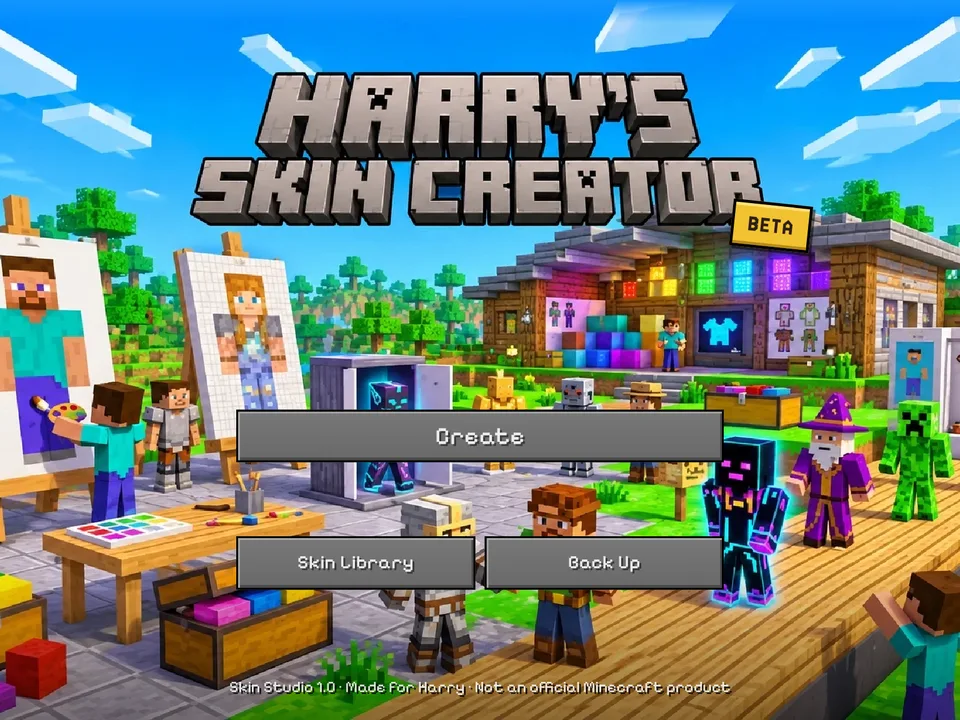 HARRY'S
SKIN CREATOR
BETA
Create
Skin Library
Back Up
Skin Studio 1.0 · Made for Harry · Not an official Minecraft product